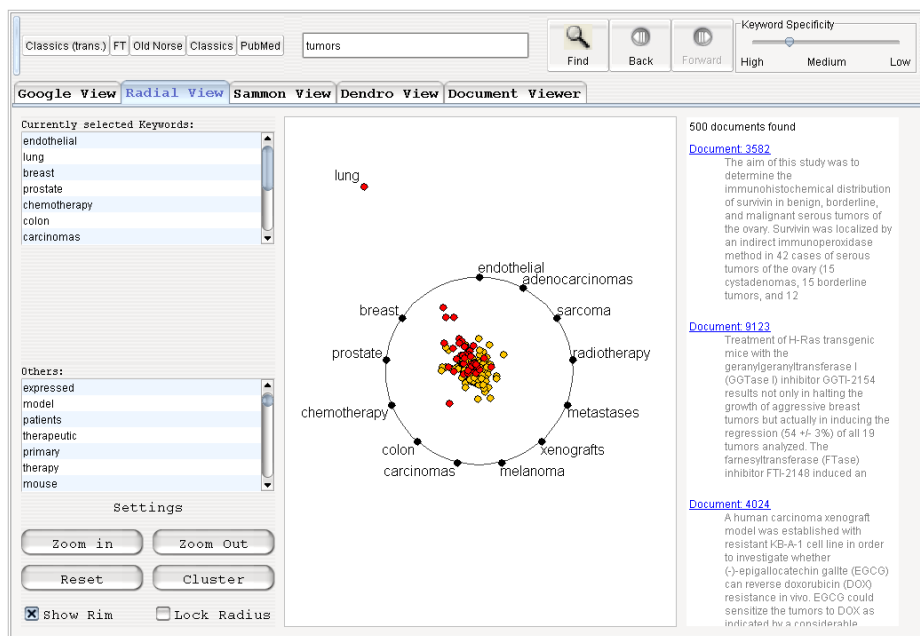 Classics (trans.) FT Old Norse Classics PubMed
tumors
Find
Back
Forward
Keyword Specificity
High Medium Low
Google View Radial View Sammon View Dendro View Document Viewer
Currently selected Keywords:
endothelial
lung
breast
prostate
chemotherapy
colon
carcinomas
Others:
expressed
model
patients
therapeutic
primary
therapy
mouse
Settings
Zoom in Zoom Out
Reset Cluster
Show Rim Lock Radius
lung
endothelial
adenocarcinomas
breast
sarcoma
prostate
radiotherapy
chemotherapy
metastases
colon
xenografts
carcinomas
melanoma
500 documents found
Document: 3582
The aim of this study was to
determine the
immunohistochemical distribution
of survivin in benign, borderline,
and malignant serous tumors of
the ovary. Survivin was localized by
an indirect immunoperoxidase
method in 42 cases of serous
tumors of the ovary (15
cystadenomas, 15 borderline
tumors, and 12
Document: 9123
Treatment of H-Ras transgenic
mice with the
geranylgeranyltransferase I
(GGTase I) inhibitor GGTI-2154
results not only in halting the
growth of aggressive breast
tumors but actually in inducing the
regression (54 +/- 3%) of all 19
tumors analyzed. The
farnesyltransferase (FTase)
inhibitor FTI-2148 induced an
Document: 4024
A human carcinoma xenograft
model was established with
resistant KB-A-1 cell line in order
to investigate whether
(-)-epigallocatechin gallte (EGCG)
can reverse doxorubicin (DOX)
resistance in vivo. EGCG could
sensitize the tumors to DOX as
indicated by a considerable